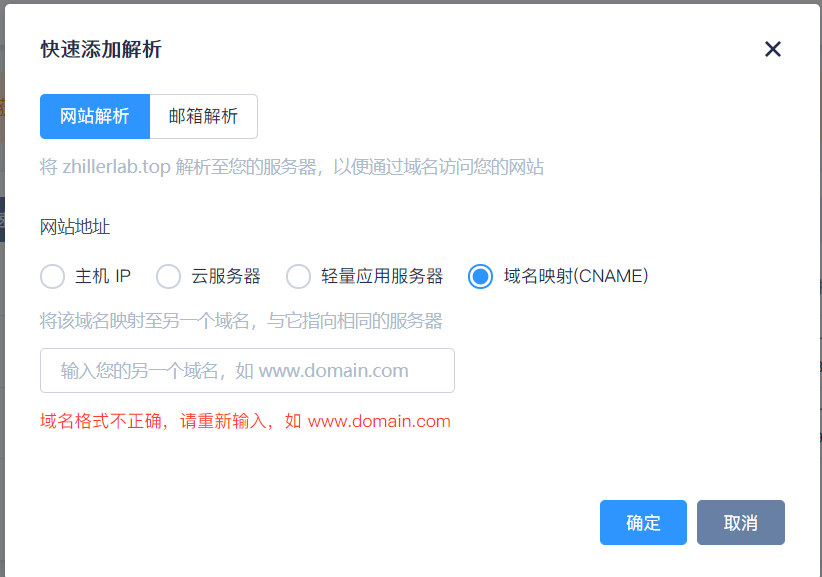 快速添加解析
网站解析 邮箱解析
将 zhillerlab.top 解析至您的服务器，以便通过域名访问您的网站
网站地址
主机 IP 云服务器 轻量应用服务器 域名映射(CNAME)
将该域名映射至另一个域名，与它指向相同的服务器
输入您的另一个域名，如 www.domain.com
域名格式不正确，请重新输入，如 www.domain.com
确定 取消